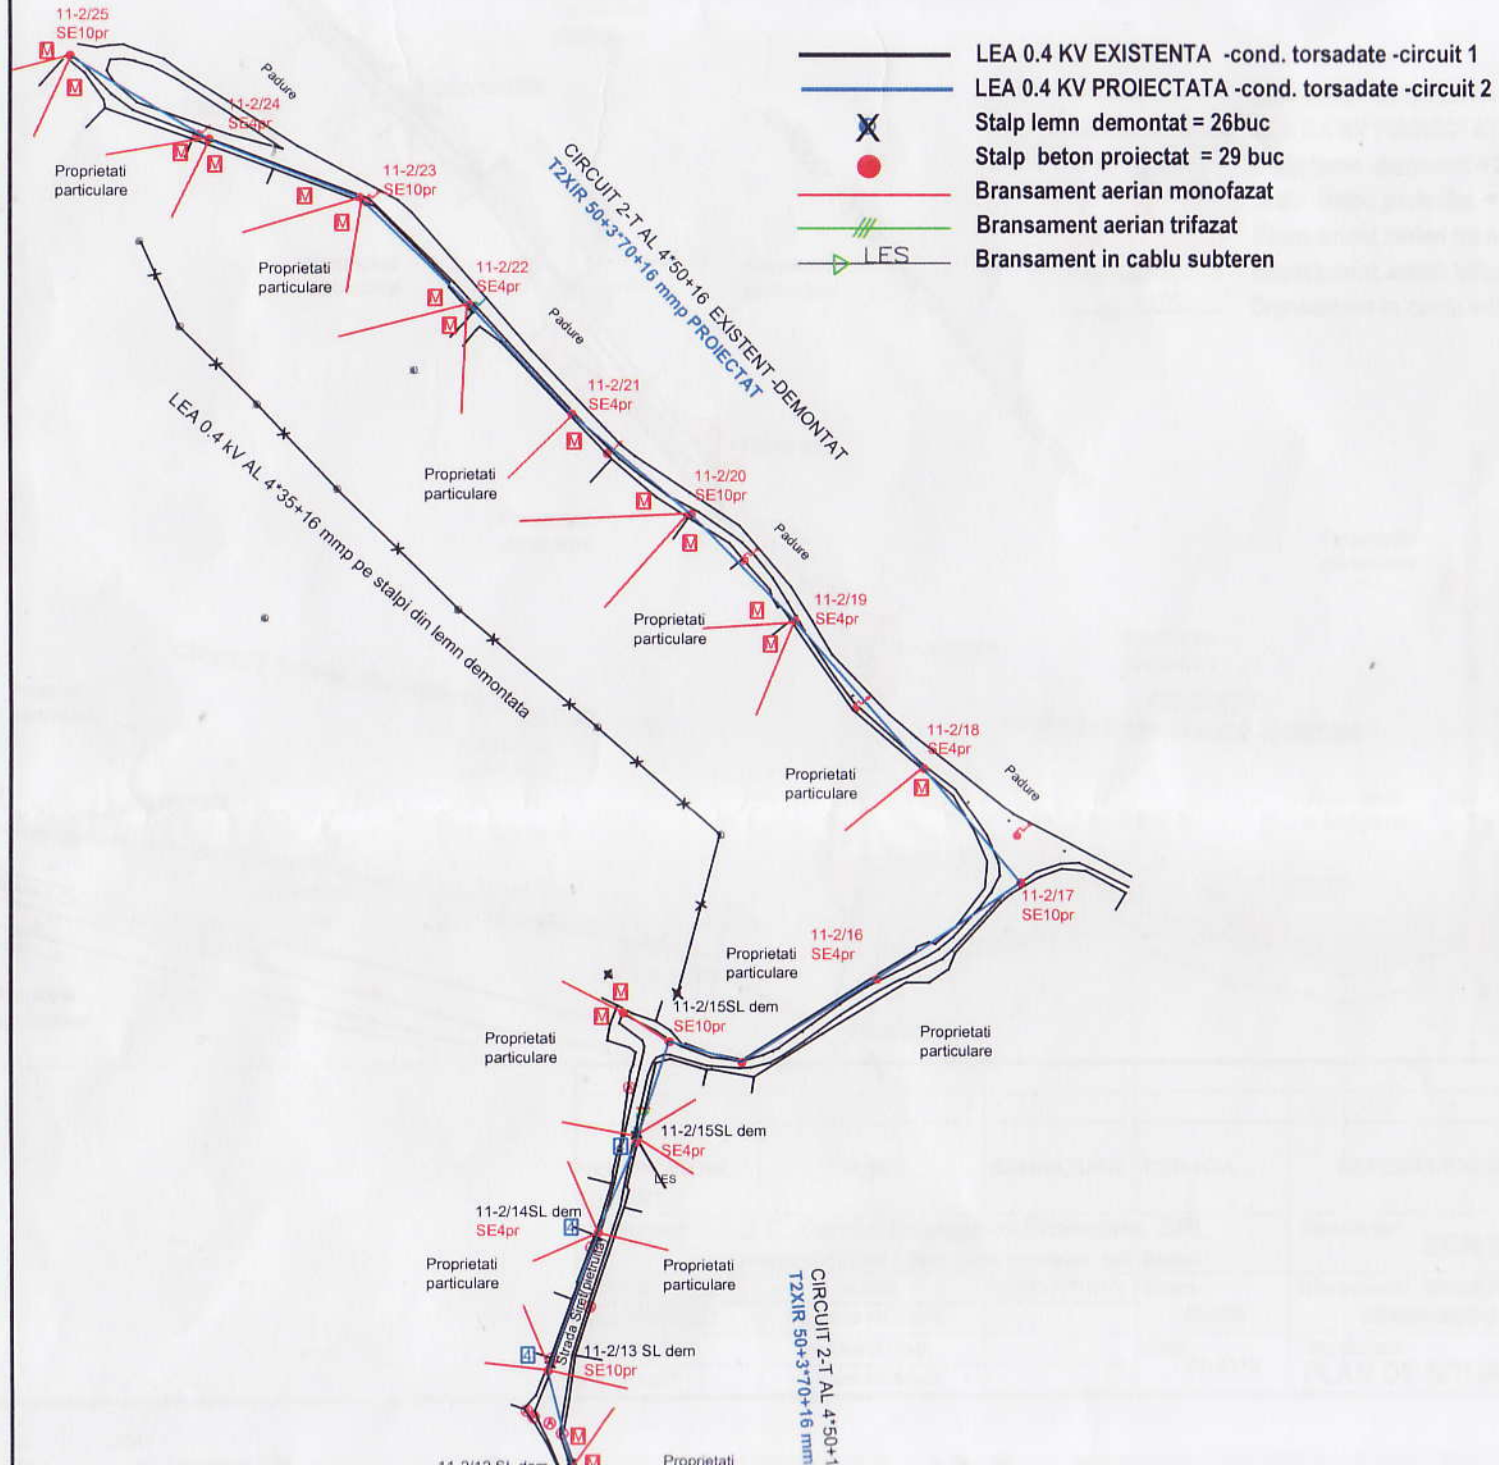 11-2/25
SE10pr
M
M
Padure
11-2/24
SE4pr
M
M
Proprietati
particulare
LEA 0.4 KV EXISTENTA -cond. torsadate -circuit 1
LEA 0.4 KV PROIECTATA -cond. torsadate -circuit 2
Stalp lemn demontat = 26buc
Stalp beton proiectat = 29 buc
Bransament aerian monofazat
Bransament aerian trifazat
LES
Bransament in cablu subteren
CIRCUIT 2-T AL 4*50+16 EXISTENT -DEMONTAT
T2XIR 50+3*70+16 mmp PROIECTAT
11-2/23
SE10pr
M
M
Proprietati
particulare
11-2/22
SE4pr
M
M
Padure
11-2/21
SE4pr
M
LEA 0.4 kV AL 4*35+16 mmp pe stalpi din lemn demontata
Proprietati
particulare
11-2/20
SE10pr
M
M
Padure
11-2/19
SE4pr
M
M
Proprietati
particulare
11-2/18
SE4pr
M
Padure
Proprietati
particulare
11-2/17
SE10pr
11-2/16
SE4pr
Proprietati
particulare
M
M
11-2/15SL dem
SE10pr
Proprietati
particulare
Proprietati
particulare
11-2/15SL dem
SE4pr
LES
11-2/14SL dem
SE4pr
4
Proprietati
particulare
Proprietati
particulare
Strada Siret(pietruita)
CIRCUIT 2-T AL 4*50+1
T2XIR 50+3*70+16 mm
4
11-2/13 SL dem
SE10pr
M
M
Proprietati